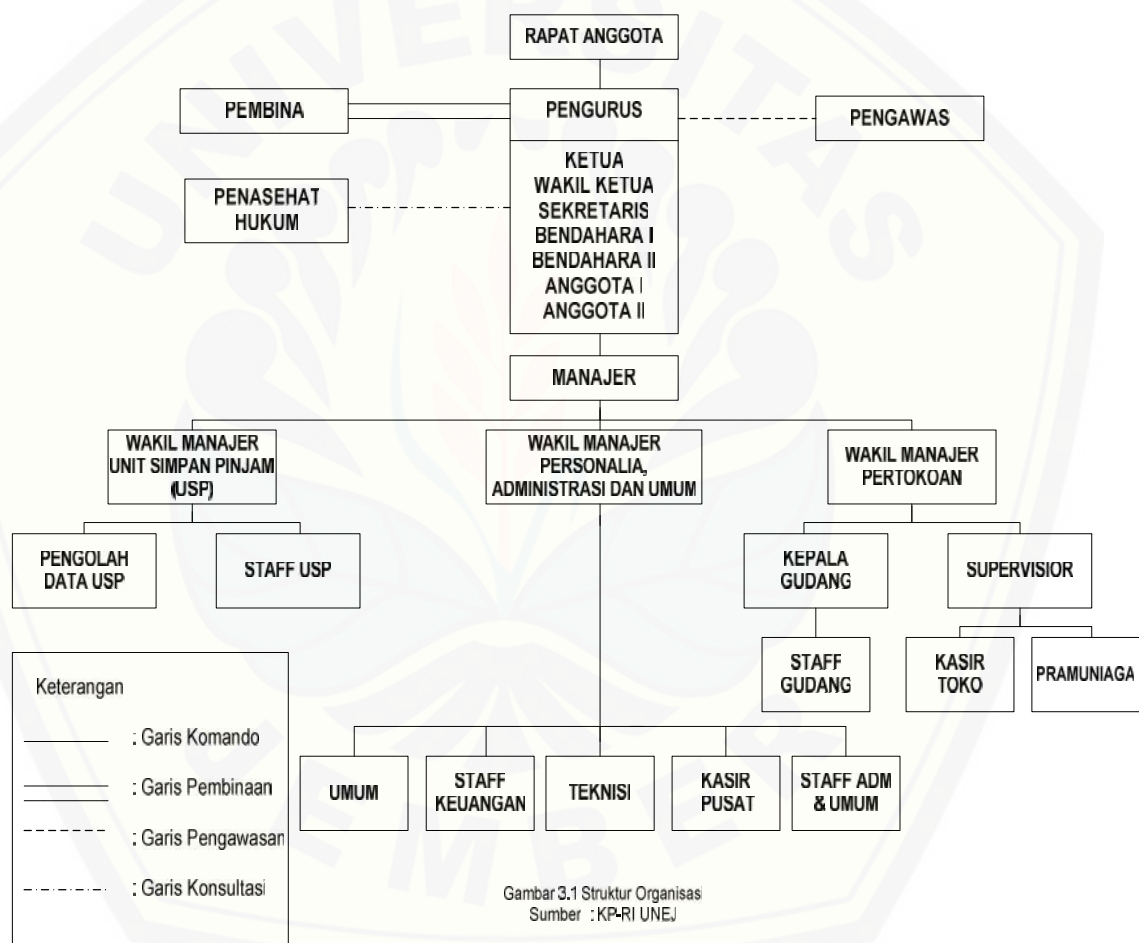 RAPAT ANGGOTA
PEMBINA
PENGURUS
PENGAWAS
KETUA
WAKIL KETUA
SEKRETARIS
BENDAHARA I
BENDAHARA II
ANGGOTA I
ANGGOTA II
PENASEHAT
HUKUM
MANAJER
WAKIL MANAJER
UNIT SIMPAN PINJAM
(USP)
WAKIL MANAJER
PERSONALIA,
ADMINISTRASI DAN UMUM
WAKIL MANAJER
PERTOKOAN
PENGOLAH
DATA USP
STAFF USP
KEPALA
GUDANG
SUPERVISIOR
STAFF
GUDANG
KASIR
TOKO
PRAMUNIAGA
UMUM
STAFF
KEUANGAN
TEKNISI
KASIR
PUSAT
STAFF ADM
& UMUM
Keterangan
: Garis Komando
: Garis Pembinaan
: Garis Pengawasan
: Garis Konsultasi
Gambar 3.1 Struktur Organisasi
Sumber : KP-RI UNEJ
UNIVERSITAS
JEMBER